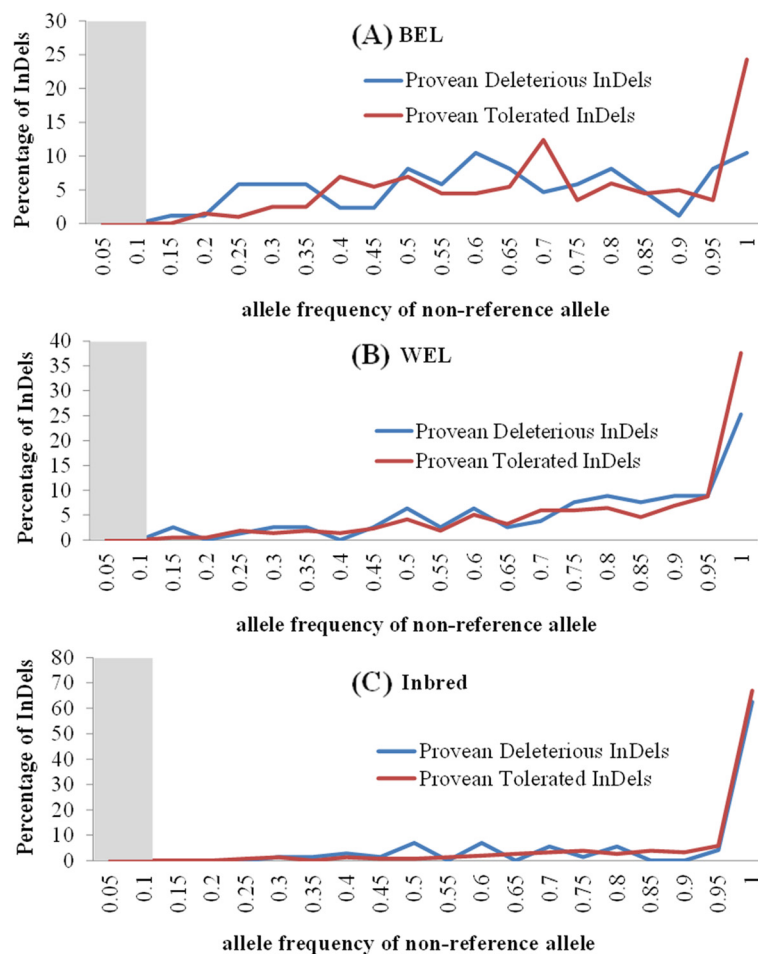 (A) BEL
Percentage of InDels
30
25
20
15
10
5
0
Provean Deleterious InDels
Provean Tolerated InDels
0.05 0.1 0.15 0.2 0.25 0.3 0.35 0.4 0.45 0.5 0.55 0.6 0.65 0.7 0.75 0.8 0.85 0.9 0.95 1
allele frequency of non-reference allele
(B) WEL
Percentage of InDels
40
35
30
25
20
15
10
5
0
Provean Deleterious InDels
Provean Tolerated InDels
0.05 0.1 0.15 0.2 0.25 0.3 0.35 0.4 0.45 0.5 0.55 0.6 0.65 0.7 0.75 0.8 0.85 0.9 0.95 1
allele frequency of non-reference allele
(C) Inbred
Percentage of InDels
80
70
60
50
40
30
20
10
0
Provean Deleterious InDels
Provean Tolerated InDels
0.05 0.1 0.15 0.2 0.25 0.3 0.35 0.4 0.45 0.5 0.55 0.6 0.65 0.7 0.75 0.8 0.85 0.9 0.95 1
allele frequency of non-reference allele